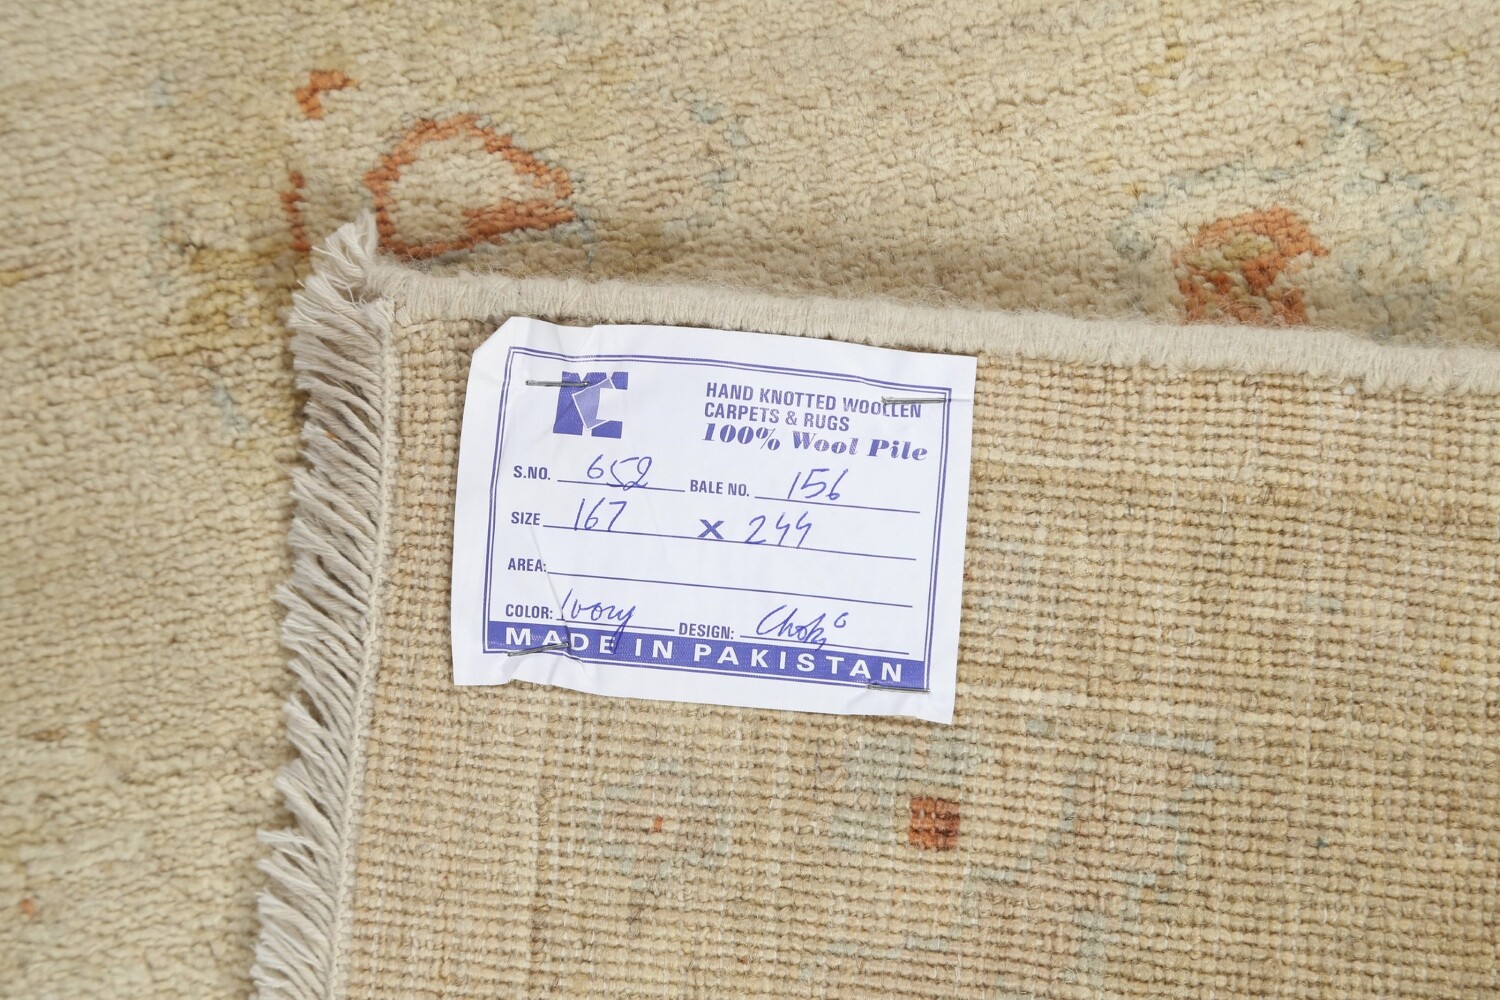 HAND KNOTTED WOOLLEN
CARPETS & RUGS
100% Wool Pile
S.NO. 652 BALE NO. 156
SIZE 167 X 244
AREA:
COLOR: Ivory DESIGN:
MADE IN PAKISTAN